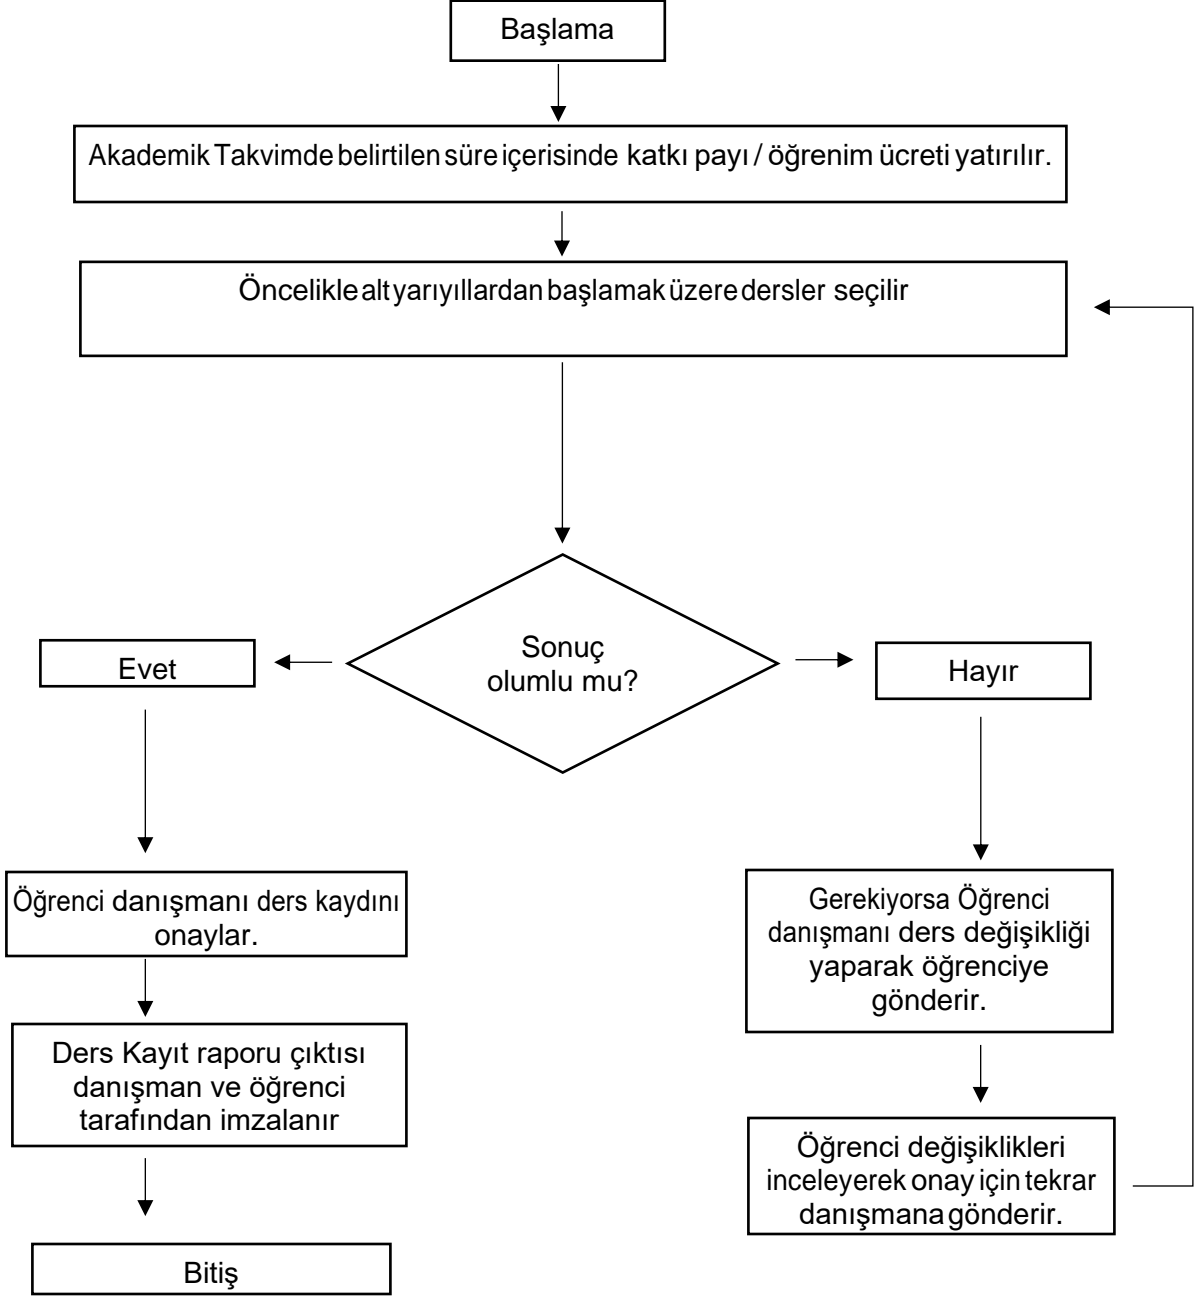 Başlama
Akademik Takvimde belirtilen süre içerisinde katkı payı / öğrenim ücreti yatırılır.
Öncelikle alt yarıyıllardan başlamak üzere dersler seçilir
Sonuç
olumlu mu?
Evet
Hayır
Öğrenci danışmanı ders kaydını
onaylar.
Ders Kayıt raporu çıktısı
danışman ve öğrenci
tarafından imzalanır
Bitiş
Gerekiyorsa Öğrenci
danışmanı ders değişikliği
yaparak öğrenciye
gönderir.
Öğrenci değişiklikleri
inceleyerek onay için tekrar
danışmana gönderir.